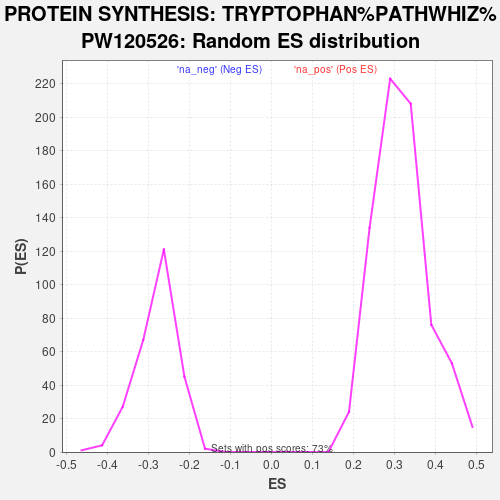 PROTEIN SYNTHESIS: TRYPTOPHAN%PATHWHIZ%
PW120526: Random ES distribution
'na_neg' (Neg ES) 'na_pos' (Pos ES)
P(ES)
220
200
180
160
140
120
100
80
60
40
20
0
Sets with pos scores: 73%
-0.5 -0.4 -0.3 -0.2 -0.1 0.0 0.1 0.2 0.3 0.4 0.5
ES